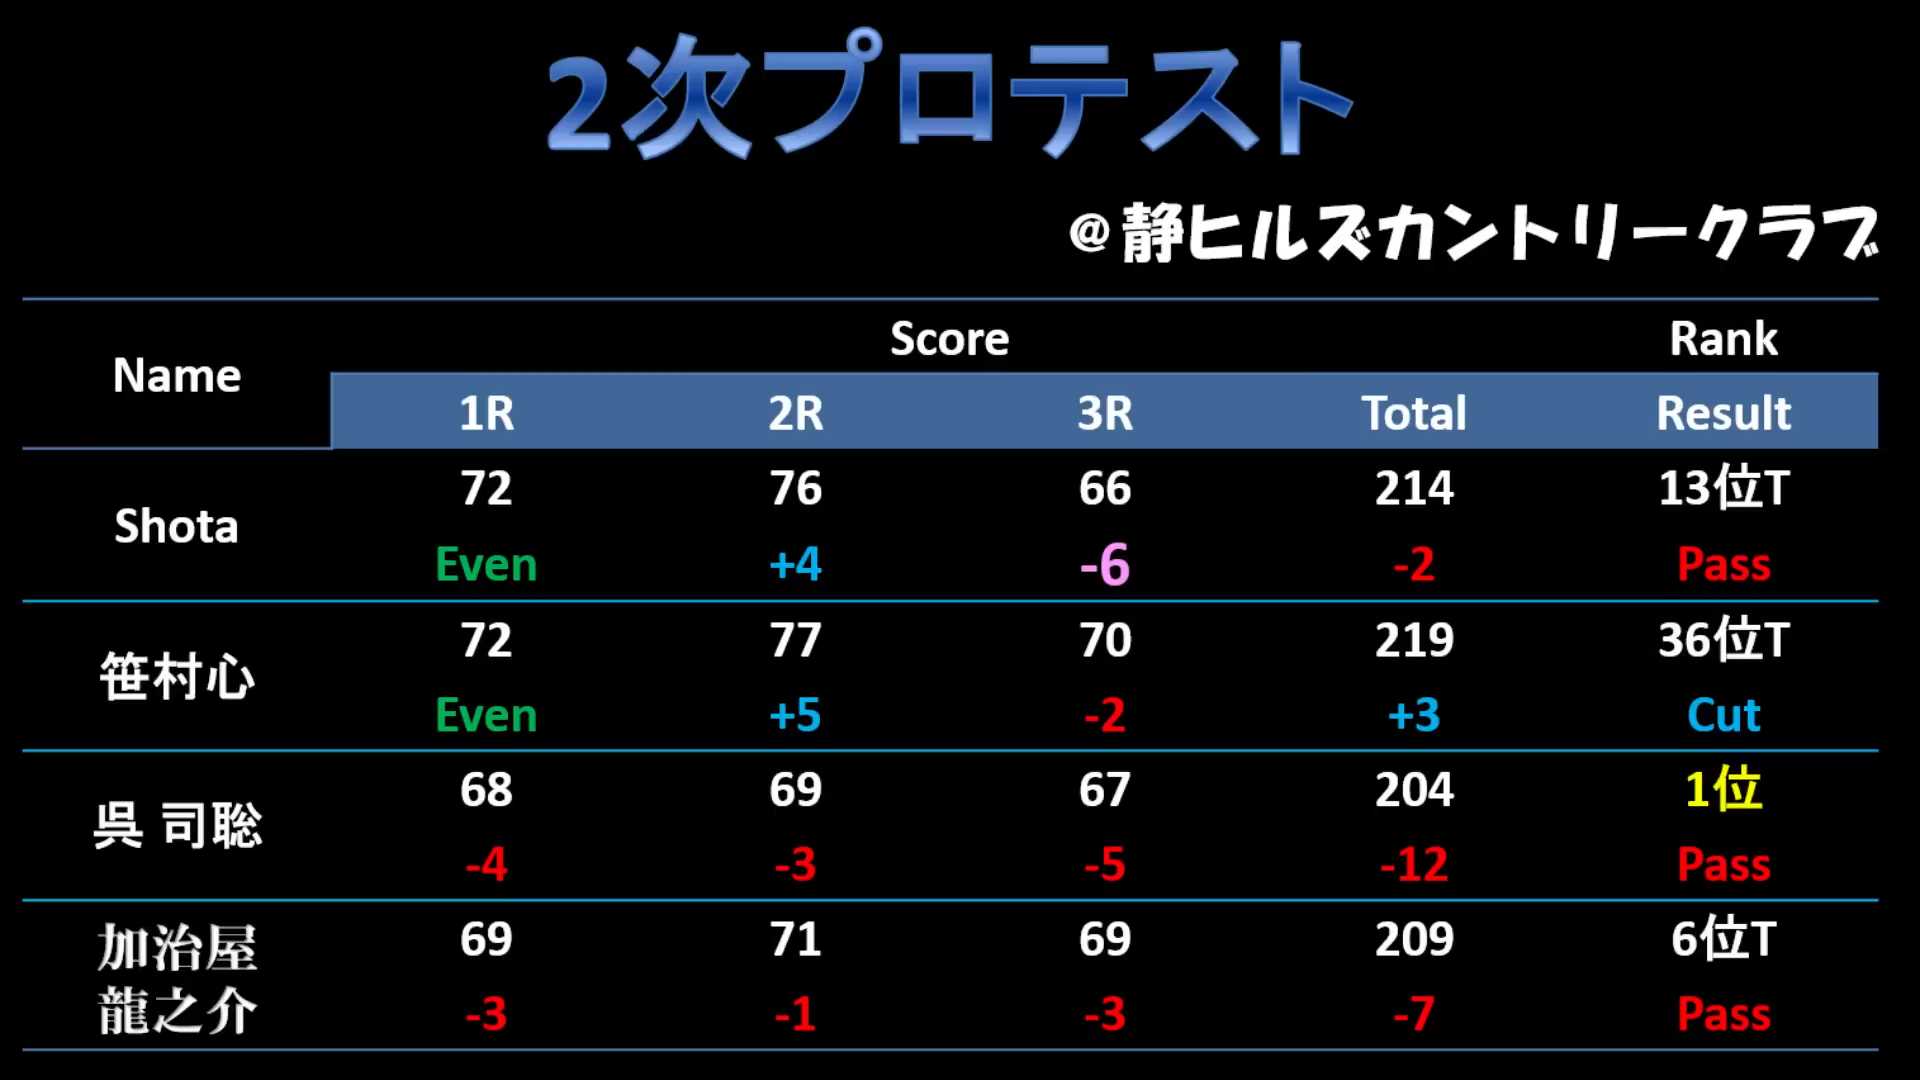 2次プロテスト
@静ヒルズカントリークラブ
Name Score Rank
1R 2R 3R Total Result
Shota
72 76 66 214 13位T
Even +4 -6 -2 Pass
笹村心
72 77 70 219 36位T
Even +5 -2 +3 Cut
呉 司聡
68 69 67 204 1位
-4 -3 -5 -12 Pass
加治屋
龍之介
69 71 69 209 6位T
-3 -1 -3 -7 Pass